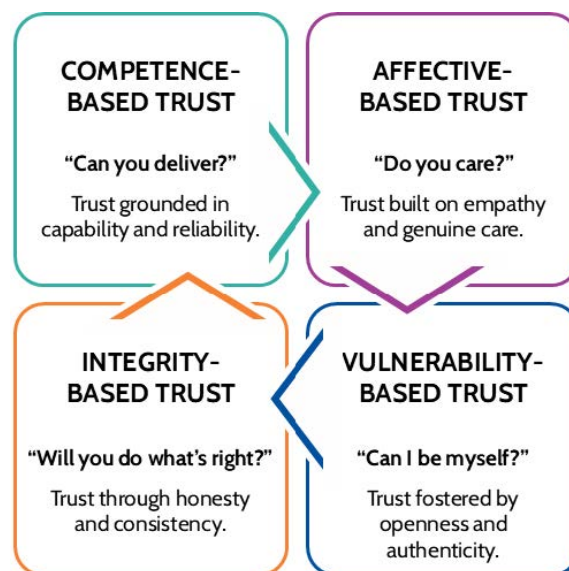 COMPETENCE-
BASED TRUST
“Can you deliver?”
Trust grounded in
capability and reliability.
AFFECTIVE-
BASED TRUST
“Do you care?”
Trust built on empathy
and genuine care.
INTEGRITY-
BASED TRUST
“Will you do what’s right?”
Trust through honesty
and consistency.
VULNERABILITY-
BASED TRUST
“Can I be myself?”
Trust fostered by
openness and
authenticity.